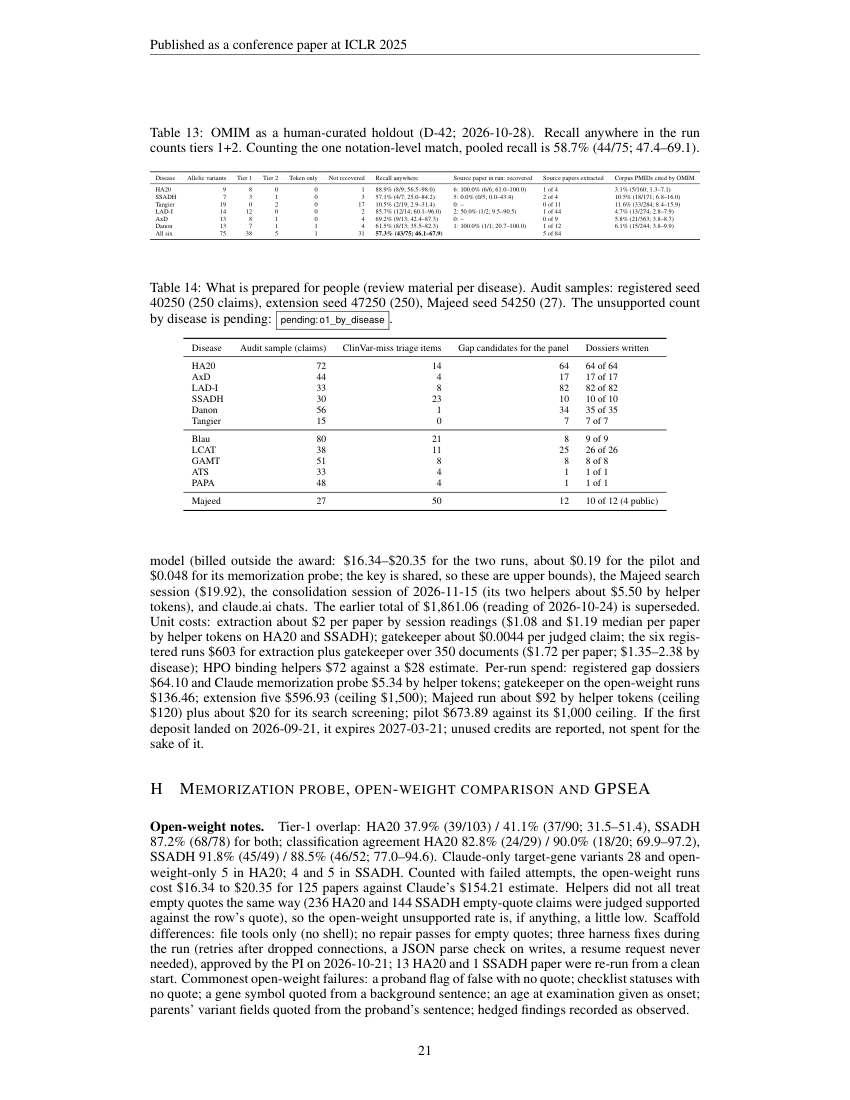 Published as a conference paper at ICLR 2025
Table 13: OMIM as a human-curated holdout (D-42; 2026-10-28). Recall anywhere in the run
counts tiers 1+2. Counting the one notation-level match, pooled recall is 58.7% (44/75; 47.4–69.1).
Disease Allelic variants Tier 1 Tier 2 Token only Not recovered Recall anywhere Source paper in run: recovered Source papers extracted Corpus PMIDs cited by OMIM
HA20 9 8 0 0 1 88.9% (8/9; 56.5–98.0) 6: 100.0% (6/6; 61.0–100.0) 1 of 4 3.1% (5/160; 1.3–7.1)
SSADH 7 3 1 0 3 57.1% (4/7; 25.0–84.2) 5: 0.0% (0/5; 0.0–43.4) 2 of 4 10.5% (18/171; 6.8–16.0)
Tangier 19 0 2 0 17 10.5% (2/19; 2.9–31.4) 0: – 0 of 11 11.6% (33/284; 8.4–15.9)
LAD-I 14 12 0 0 2 85.7% (12/14; 60.1–96.0) 2: 50.0% (1/2; 9.5–90.5) 1 of 44 4.7% (13/274; 2.8–7.9)
AxD 13 8 1 0 4 69.2% (9/13; 42.4–87.3) 0: – 0 of 9 5.8% (21/363; 3.8–8.7)
Danon 13 7 1 1 4 61.5% (8/13; 35.5–82.3) 1: 100.0% (1/1; 20.7–100.0) 1 of 12 6.1% (15/244; 3.8–9.9)
All six 75 38 5 1 31 57.3% (43/75; 46.1–67.9) 5 of 84
Table 14: What is prepared for people (review material per disease). Audit samples: registered seed
40250 (250 claims), extension seed 47250 (250), Majeed seed 54250 (27). The unsupported count
by disease is pending: pending: o1_by_disease .
Disease Audit sample (claims) ClinVar-miss triage items Gap candidates for the panel Dossiers written
HA20 72 14 64 64 of 64
AxD 44 4 17 17 of 17
LAD-I 33 8 82 82 of 82
SSADH 30 23 10 10 of 10
Danon 56 1 34 35 of 35
Tangier 15 0 7 7 of 7
Blau 80 21 8 9 of 9
LCAT 38 11 25 26 of 26
GAMT 51 8 8 8 of 8
ATS 33 4 1 1 of 1
PAPA 48 4 1 1 of 1
Majeed 27 50 12 10 of 12 (4 public)
model (billed outside the award: $16.34–$20.35 for the two runs, about $0.19 for the pilot and
$0.048 for its memorization probe; the key is shared, so these are upper bounds), the Majeed search
session ($19.92), the consolidation session of 2026-11-15 (its two helpers about $5.50 by helper
tokens), and claude.ai chats. The earlier total of $1,861.06 (reading of 2026-10-24) is superseded.
Unit costs: extraction about $2 per paper by session readings ($1.08 and $1.19 median per paper
by helper tokens on HA20 and SSADH); gatekeeper about $0.0044 per judged claim; the six regis-
tered runs $603 for extraction plus gatekeeper over 350 documents ($1.72 per paper; $1.35–2.38 by
disease); HPO binding helpers $72 against a $28 estimate. Per-run spend: registered gap dossiers
$64.10 and Claude memorization probe $5.34 by helper tokens; gatekeeper on the open-weight runs
$136.46; extension five $596.93 (ceiling $1,500); Majeed run about $92 by helper tokens (ceiling
$120) plus about $20 for its search screening; pilot $673.89 against its $1,000 ceiling. If the first
deposit landed on 2026-09-21, it expires 2027-03-21; unused credits are reported, not spent for the
sake of it.
H MEMORIZATION PROBE, OPEN-WEIGHT COMPARISON AND GPSEA
Open-weight notes. Tier-1 overlap: HA20 37.9% (39/103) / 41.1% (37/90; 31.5–51.4), SSADH
87.2% (68/78) for both; classification agreement HA20 82.8% (24/29) / 90.0% (18/20; 69.9–97.2),
SSADH 91.8% (45/49) / 88.5% (46/52; 77.0–94.6). Claude-only target-gene variants 28 and open-
weight-only 5 in HA20; 4 and 5 in SSADH. Counted with failed attempts, the open-weight runs
cost $16.34 to $20.35 for 125 papers against Claude's $154.21 estimate. Helpers did not all treat
empty quotes the same way (236 HA20 and 144 SSADH empty-quote claims were judged supported
against the row's quote), so the open-weight unsupported rate is, if anything, a little low. Scaffold
differences: file tools only (no shell); no repair passes for empty quotes; three harness fixes during
the run (retries after dropped connections, a JSON parse check on writes, a resume request never
needed), approved by the PI on 2026-10-21; 13 HA20 and 1 SSADH paper were re-run from a clean
start. Commonest open-weight failures: a proband flag of false with no quote; checklist statuses with
no quote; a gene symbol quoted from a background sentence; an age at examination given as onset;
parents' variant fields quoted from the proband's sentence; hedged findings recorded as observed.
21